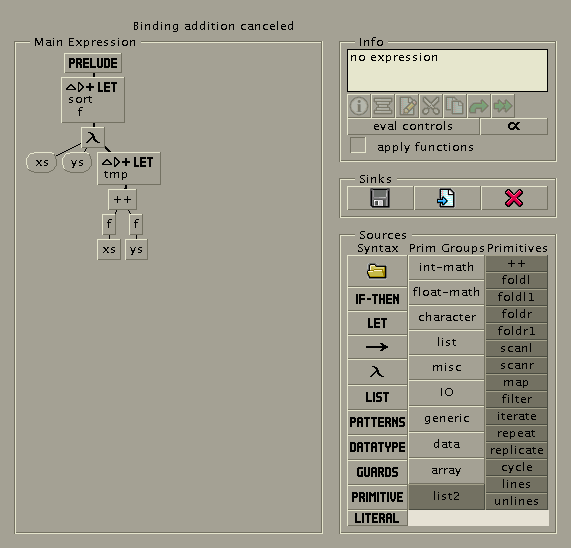 Binding addition canceled
Main Expression
PRELUDE
△▷+ LET
sort
f
λ
xs
ys
△▷+ LET
tmp
++
f
f
xs
ys
Info
no expression
eval controls
∝
apply functions
Sinks
Sources
Syntax
Prim Groups
Primitives
IF-THEN
LET
→
λ
LIST
PATTERNS
DATATYPE
GUARDS
PRIMITIVE
LITERAL
int-math
float-math
character
list
misc
IO
generic
data
array
list2
++
foldl
foldl1
foldr
foldr1
scanl
scanr
map
filter
iterate
repeat
replicate
cycle
lines
unlines